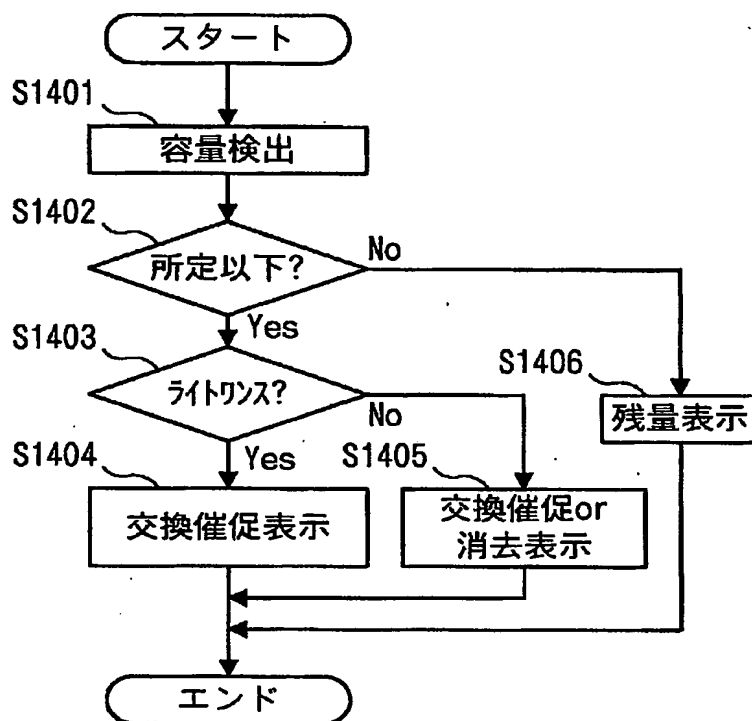 スタート
S1401
容量検出
S1402
所定以下?
No
Yes
S1403
ライトワンス?
No
S1406
残量表示
Yes
S1404
交換催促表示
S1405
交換催促or
消去表示
エンド